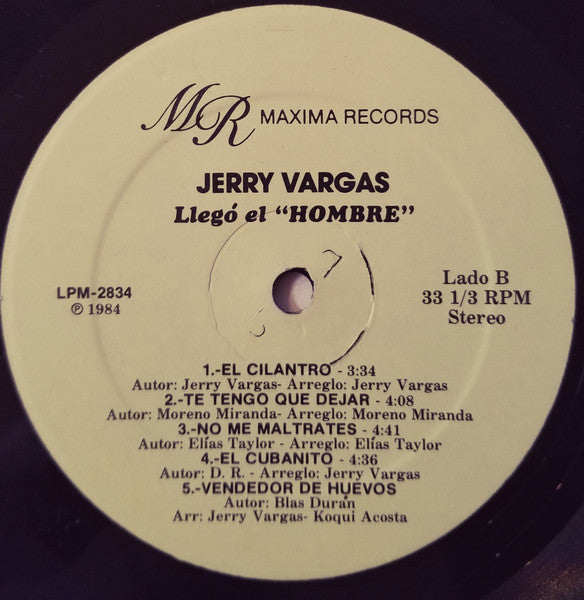 MR MAXIMA RECORDS
JERRY VARGAS
Llegó el "HOMBRE"
LPM-2834
℗ 1984
Lado B
33 1/3 RPM
Stereo
1.-EL CILANTRO - 3:34
Autor: Jerry Vargas- Arreglo: Jerry Vargas
2.-TE TENGO QUE DEJAR - 4:08
Autor: Moreno Miranda- Arreglo: Moreno Miranda
3.-NO ME MALTRATES - 4:41
Autor: Elías Taylor - Arreglo: Elías Taylor
4.-EL CUBANITO - 4:36
Autor: D. R. - Arreglo: Jerry Vargas
5.-VENDEDOR DE HUEVOS
Autor: Blas Durán
Arr: Jerry Vargas- Koqui Acosta